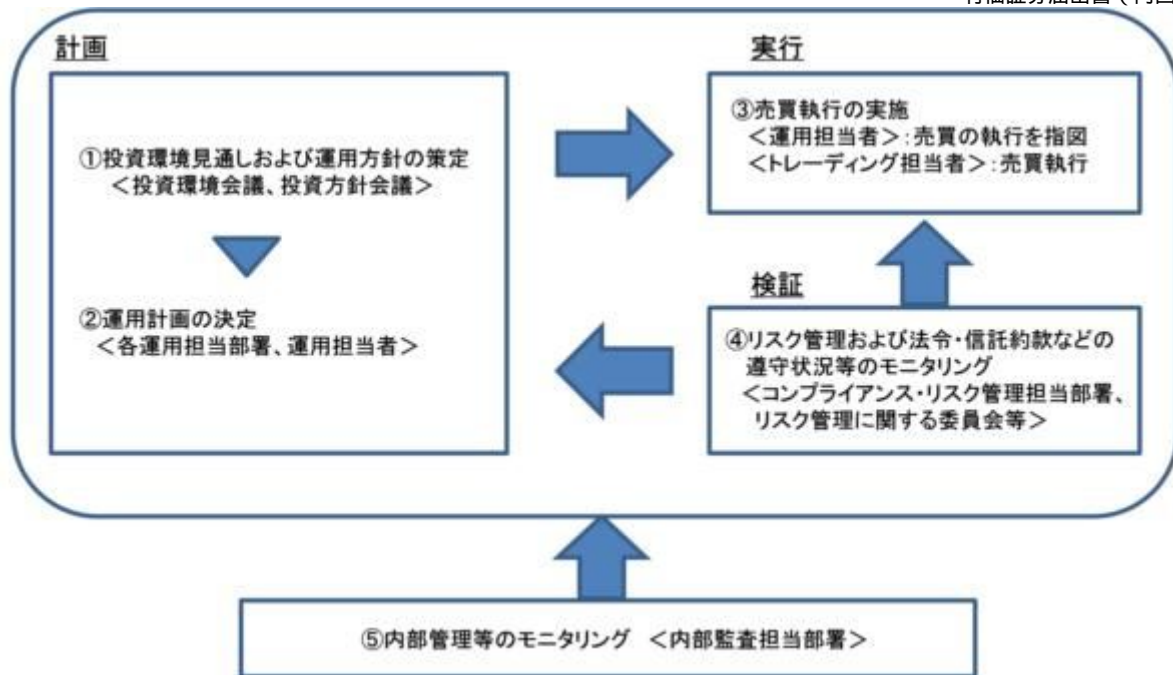 計画
①投資環境見通しおよび運用方針の策定
＜投資環境会議、投資方針会議＞
②運用計画の決定
＜各運用担当部署、運用担当者＞
実行
③売買執行の実施
＜運用担当者＞：売買の執行を指図
＜トレーディング担当者＞：売買執行
検証
④リスク管理および法令・信託約款などの
遵守状況等のモニタリング
＜コンプライアンス・リスク管理担当部署、
リスク管理に関する委員会等＞
⑤内部管理等のモニタリング　＜内部監査担当部署＞